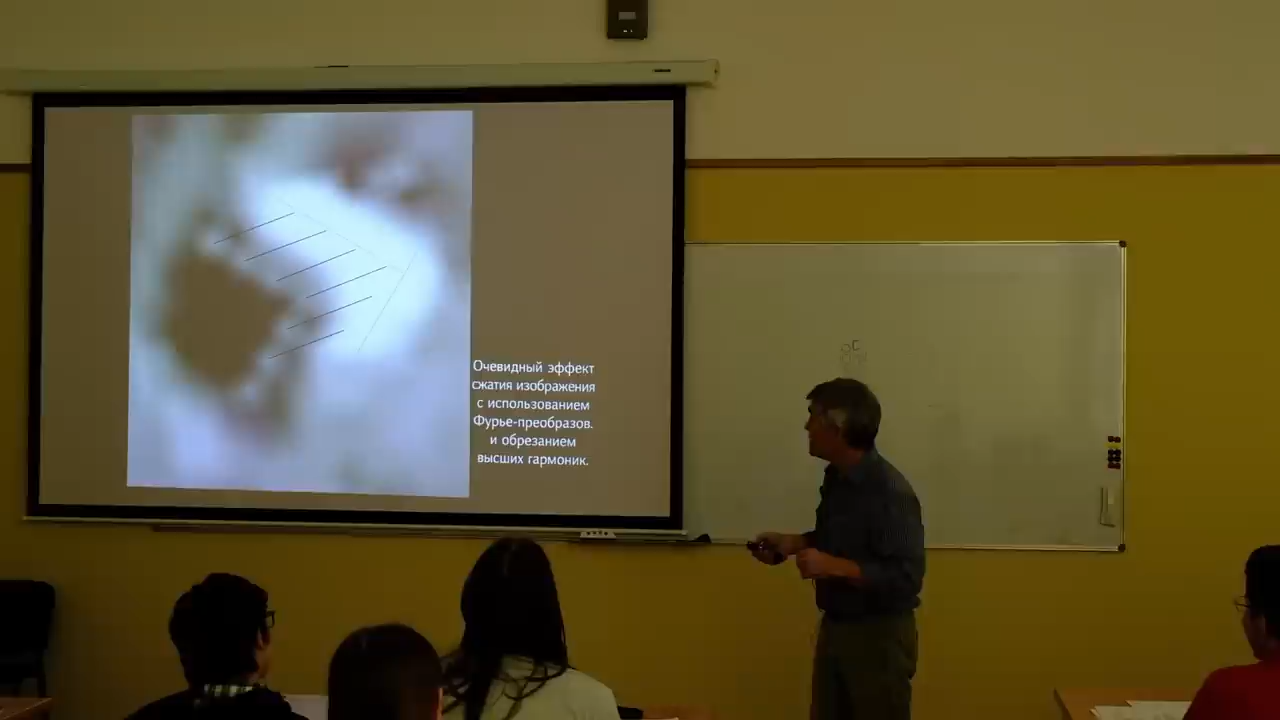 Очевидный эффект
сжатия изображения
с использованием
Фурье-преобразов.
и обрезанием
высших гармоник.